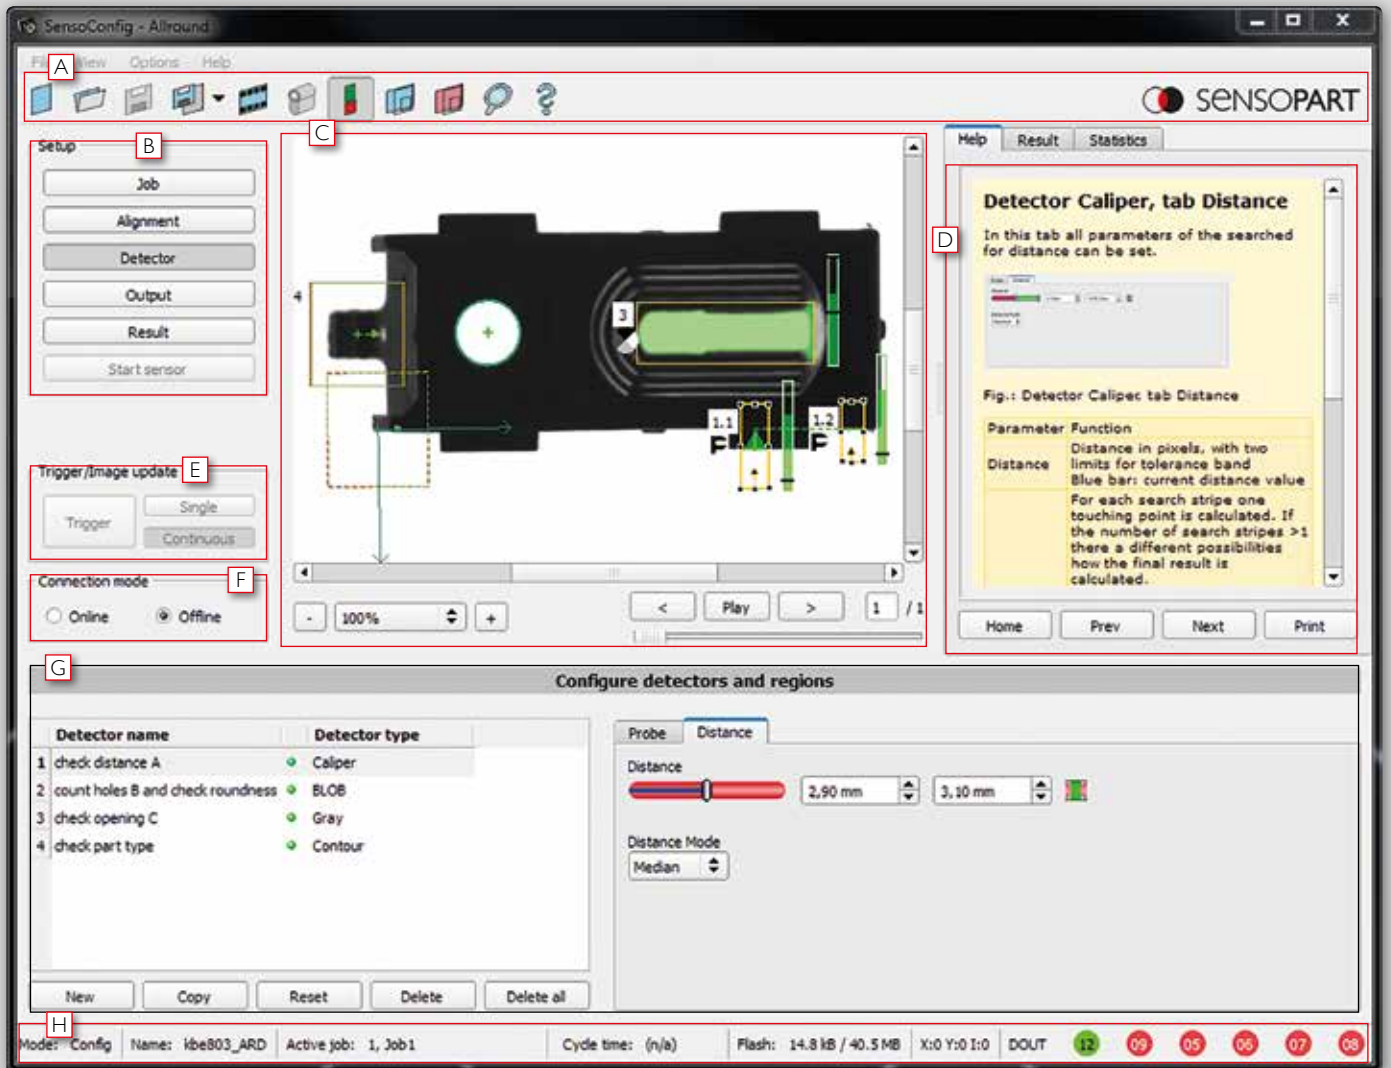 SensoConfig - Allround
File View Options Help
A
SENSOPART
Setup
B
Job
Alignment
Detector
Output
Result
Start sensor
C
4
3
1.1
1.2
F
F
Help Result Statistics
D
Detector Caliper, tab Distance
In this tab all parameters of the searched
for distance can be set.
Fig.: Detector Caliper tab Distance
Parameter Function
Distance
Distance in pixels, with two
limits for tolerance band
Blue bar: current distance value
For each search stripe one
touching point is calculated. If
the number of search stripes >1
there a different possibilities
how the final result is
calculated.
Home Prev Next Print
Trigger/Image update
E
Trigger
Single
Continuous
Connection mode
F
Online Offline
- 100% +
< Play > 1 / 1
G
Configure detectors and regions
Detector name Detector type
1 check distance A Caliper
2 count holes B and check roundness BLOB
3 check opening C Gray
4 check part type Contour
New Copy Reset Delete Delete all
Probe Distance
Distance
2,90 mm 3,10 mm
Distance Mode
Median
H
Mode: Config Name: kbe803_ARD Active job: 1, Job1 Cycle time: (n/a) Flash: 14.8 kB / 40.5 MB X:0 Y:0 I:0 DOUT 12 09 05 06 07 08